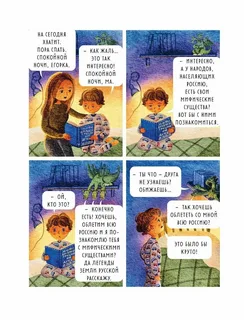 НА СЕГОДНЯ
ХВАТИТ.
ПОРА СПАТЬ.
СПОКОЙНОЙ
НОЧИ, ЕГОРКА.
- КАК ЖАЛЬ...
ЭТО ТАК
ИНТЕРЕСНО!
СПОКОЙНОЙ
НОЧИ, МА.
- ИНТЕРЕСНО,
А У НАРОДОВ,
НАСЕЛЯЮЩИХ
РОССИЮ,
ЕСТЬ СВОИ
МИФИЧЕСКИЕ
СУЩЕСТВА?
ВОТ БЫ С НИМИ
ПОЗНАКОМИТЬСЯ.
- ОЙ,
КТО ЭТО?
- КОНЕЧНО
ЕСТЬ! ХОЧЕШЬ,
ОБЛЕТИМ ВСЮ
РОССИЮ И Я ПО-
ЗНАКОМЛЮ ТЕБЯ
С МИФИЧЕСКИМИ
СУЩЕСТВАМИ?
ДА ЛЕГЕНДЫ
ЗЕМЛИ РУССКОЙ
РАССКАЖУ.
- ТЫ ЧТО - ДРУГА
НЕ УЗНАЕШЬ?
ОБИЖАЕШЬ...
- ТАК ХОЧЕШЬ
ОБЛЕТЕТЬ СО МНОЙ
ВСЮ РОССИЮ?
ЭТО БЫЛО БЫ
КРУТО!